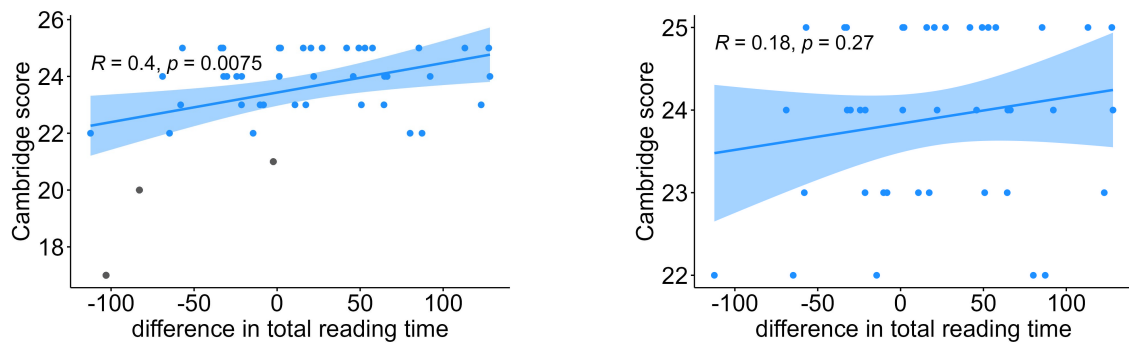 26
24
22
20
18
Cambridge score
R = 0.4, p = 0.0075
-100 -50 0 50 100
difference in total reading time
25
24
23
22
Cambridge score
R = 0.18, p = 0.27
-100 -50 0 50 100
difference in total reading time